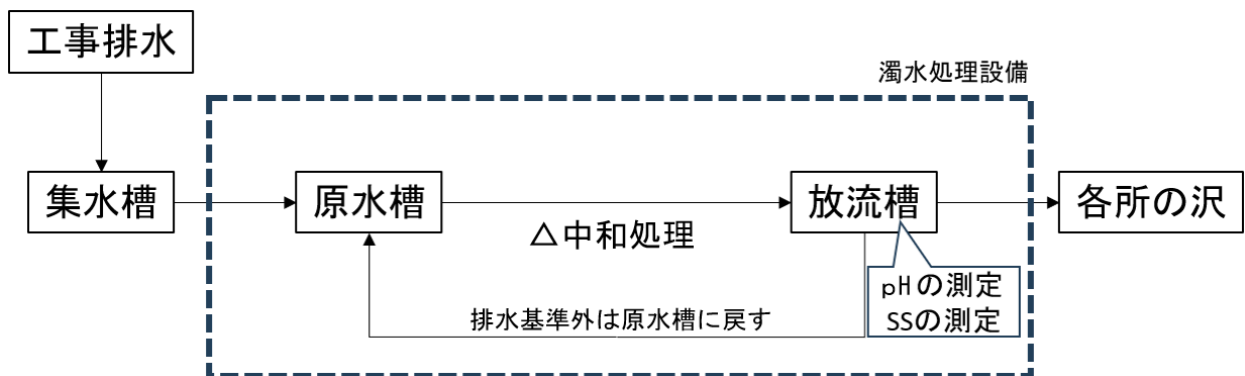 工事排水
濁水処理設備
集水槽
原水槽
放流槽
各所の沢
△中和処理
pHの測定
SSの測定
排水基準外は原水槽に戻す